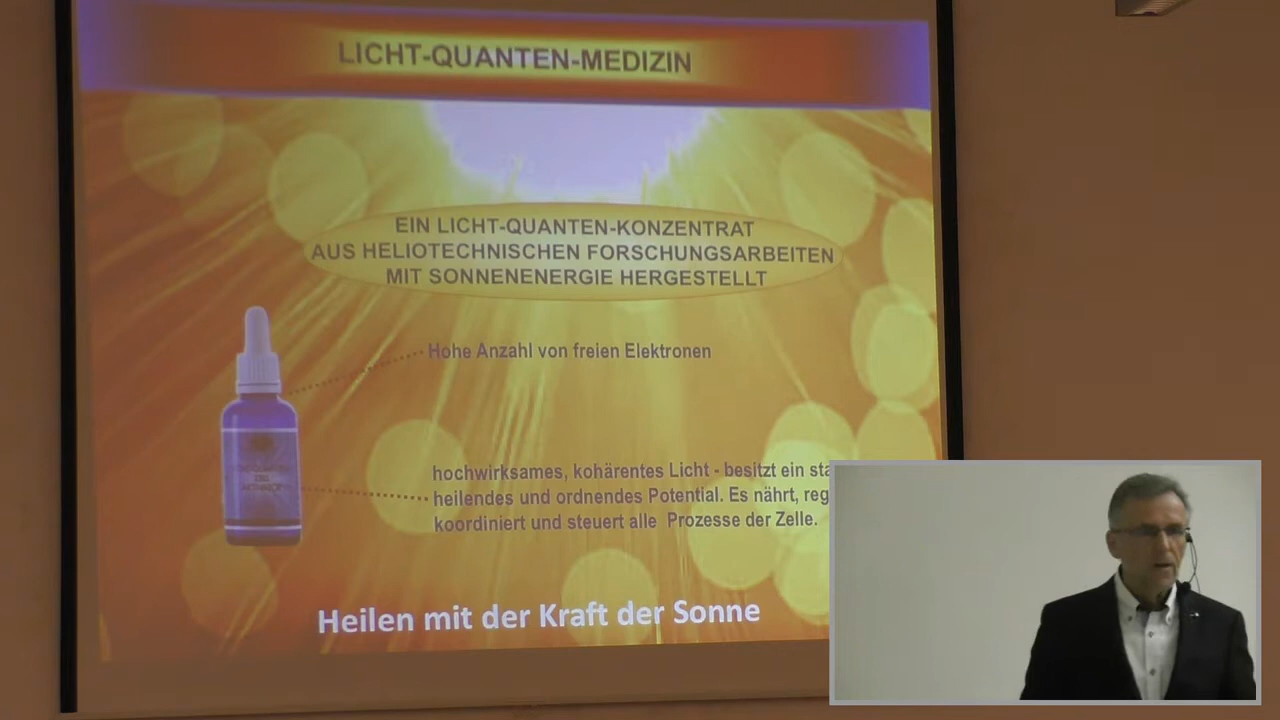 LICHT-QUANTEN-MEDIZIN
EIN LICHT-QUANTEN-KONZENTRAT
AUS HELIOTECHNISCHEN FORSCHUNGSARBEITEN
MIT SONNENENERGIE HERGESTELLT
Hohe Anzahl von freien Elektronen
hochwirksames, kohärentes Licht - besitzt ein sta
heilendes und ordnendes Potential. Es nährt, reg
koordiniert und steuert alle Prozesse der Zelle.
Heilen mit der Kraft der Sonne